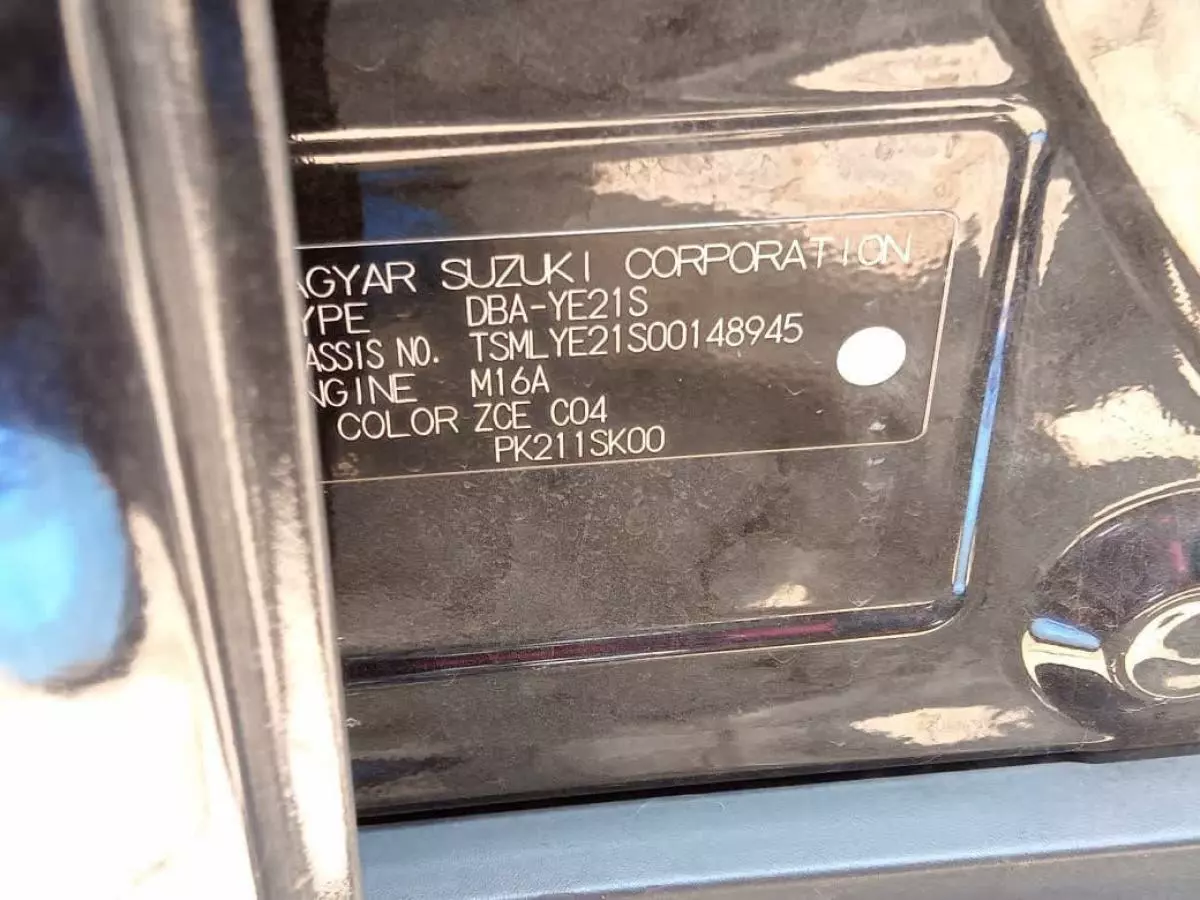 AGYAR SUZUKI CORPORATION
YPE DBA-YE21S
ASSIS NO. TSMLYE21S00148945
NGINE M16A
COLOR ZCE C04
PK211SK00